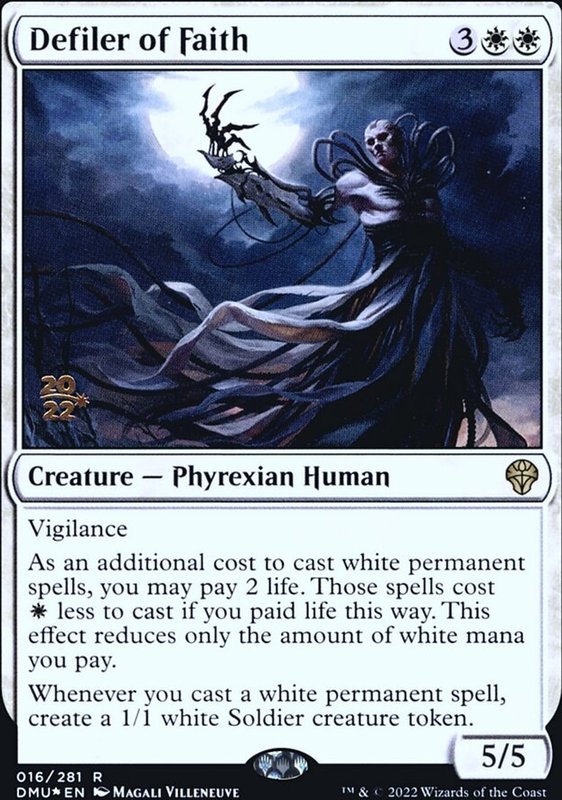 Defiler of Faith 3
20
22
Creature — Phyrexian Human
Vigilance
As an additional cost to cast white permanent
spells, you may pay 2 life. Those spells cost
less to cast if you paid life this way. This
effect reduces only the amount of white mana
you pay.
Whenever you cast a white permanent spell,
create a 1/1 white Soldier creature token.
5/5
016/281 R
DMU★EN MAGALI VILLENEUVE
™ & © 2022 Wizards of the Coast